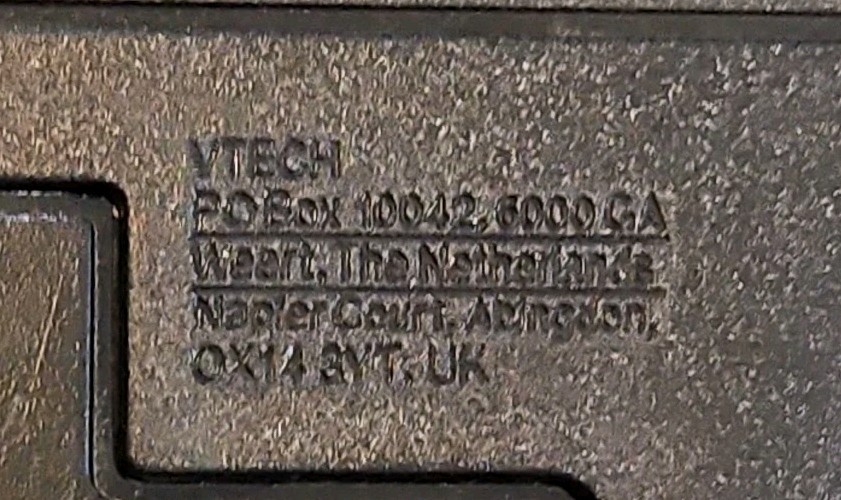 VTECH
PO Box 10042, 6000 GA
Weert, The Netherlands
Napier Court, Abingdon,
OX14 3YT, UK